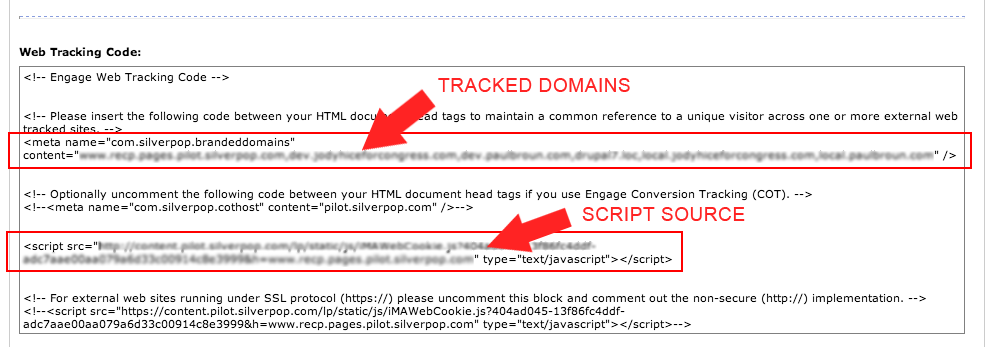 Web Tracking Code:
<!-- Engage Web Tracking Code -->
TRACKED DOMAINS
<!-- Please insert the following code between your HTML head tags to maintain a common reference to a unique visitor across one or more external web
tracked sites. -->
<meta name="com.silverpop.brandeddomains"
content=" " />
<!-- Optionally uncomment the following code between your HTML document head tags if you use Engage Conversion Tracking (COT). -->
<!--<meta name="com.silverpop.cothost" content="pilot.silverpop.com" />-->
SCRIPT SOURCE
<script src="
" type="text/javascript"></script>
<!-- For external web sites running under SSL protocol (https://) please uncomment this block and comment out the non-secure (http://) implementation. -->
<!--<script src="https://content.pilot.silverpop.com/lp/static/js/iMAWebCookie.js?404ad045-13f86fc4ddf-
adc7aae00aa079a6d33c00914c8e3999&h=www.recp.pages.pilot.silverpop.com" type="text/javascript"></script>-->